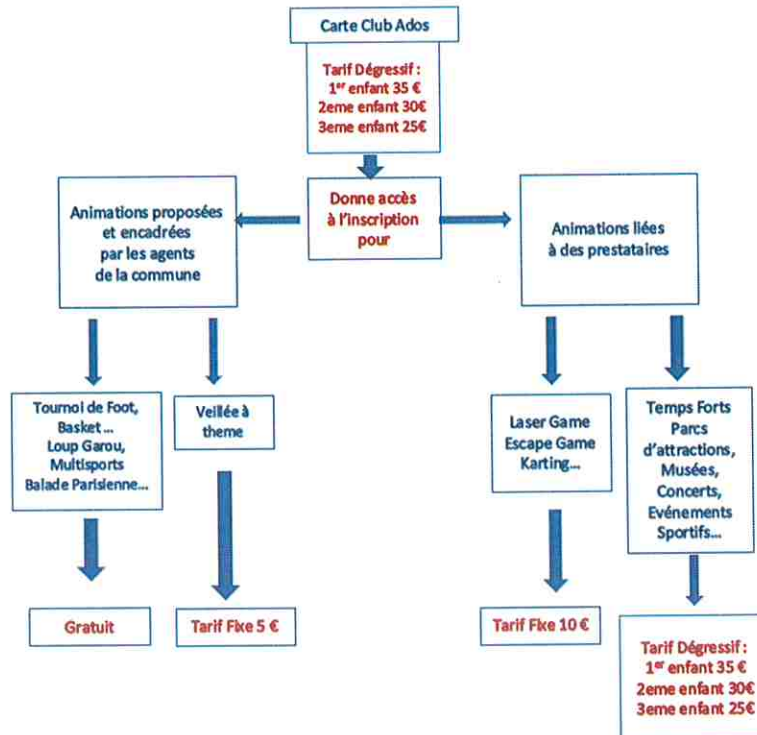 Carte Club Ados
Tarif Dégressif :
1er enfant 35 €
2eme enfant 30€
3eme enfant 25€
Donne accès
à l'inscription
pour
Animations proposées
et encadrées
par les agents
de la commune
Animations liées
à des prestataires
Tournoi de Foot,
Basket ...
Loup Garou,
Multisports
Balade Parisienne...
Veillée à
theme
Laser Game
Escape Game
Karting...
Temps Forts
Parcs
d'attractions,
Musées,
Concerts,
Evénements
Sportifs...
Gratuit
Tarif Fixe 5 €
Tarif Fixe 10 €
Tarif Dégressif :
1er enfant 35 €
2eme enfant 30€
3eme enfant 25€